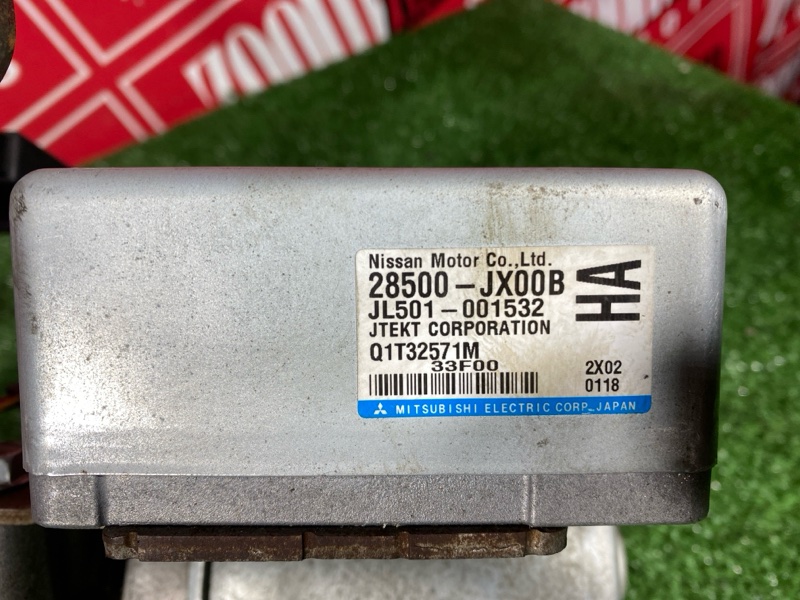 Nissan Motor Co.,Ltd.
28500-JX00B
HA
JL501-001532
JTEKT CORPORATION
Q1T32571M
33F00
2X02
0118
MITSUBISHI ELECTRIC CORP. JAPAN